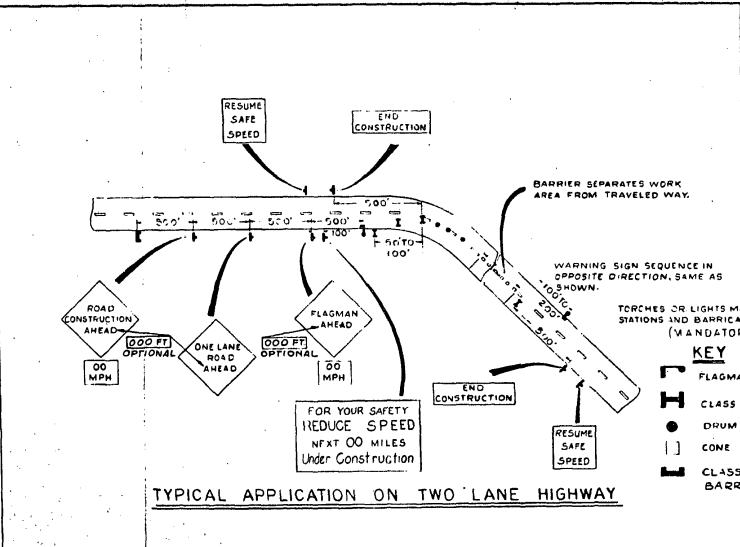 RESUME
SAFE
SPEED
END
CONSTRUCTION
500'
BARRIER SEPARATES WORK
AREA FROM TRAVELED WAY.
500'
500'
500'
500'
100'
50 TO
100'
WARNING SIGN SEQUENCE IN
OPPOSITE DIRECTION, SAME AS
SHOWN.
100 TO
200'
500'
ROAD
CONSTRUCTION
AHEAD
000 FT
OPTIONAL
00
MPH
ONE LANE
ROAD
AHEAD
000 FT
OPTIONAL
FLAGMAN
AHEAD
00
MPH
FOR YOUR SAFETY
REDUCE SPEED
NEXT 00 MILES
Under Construction
END
CONSTRUCTION
RESUME
SAFE
SPEED
TORCHES OR LIGHTS M
STATIONS AND BARRICA
(MANDATOR
KEY
FLAGMA
CLASS
DRUM
CONE
CLASS
BARR
TYPICAL APPLICATION ON TWO LANE HIGHWAY